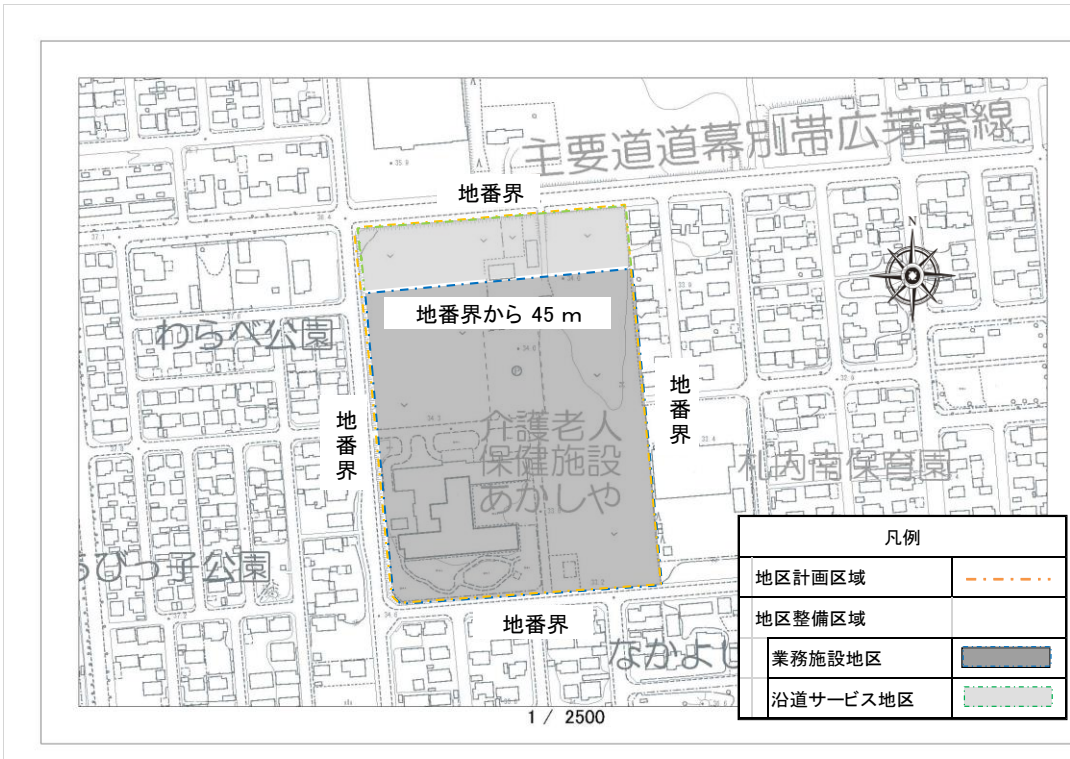 主要道道幕別帯広芽室線
地番界
N
地番界から 45 m
わらべ公園
地番界
地番界
介護老人
保健施設
あかしや
札内南保育園
ちびっ子公園
地番界
なかよし
1 / 2500
凡例
地区計画区域
地区整備区域
業務施設地区
沿道サービス地区